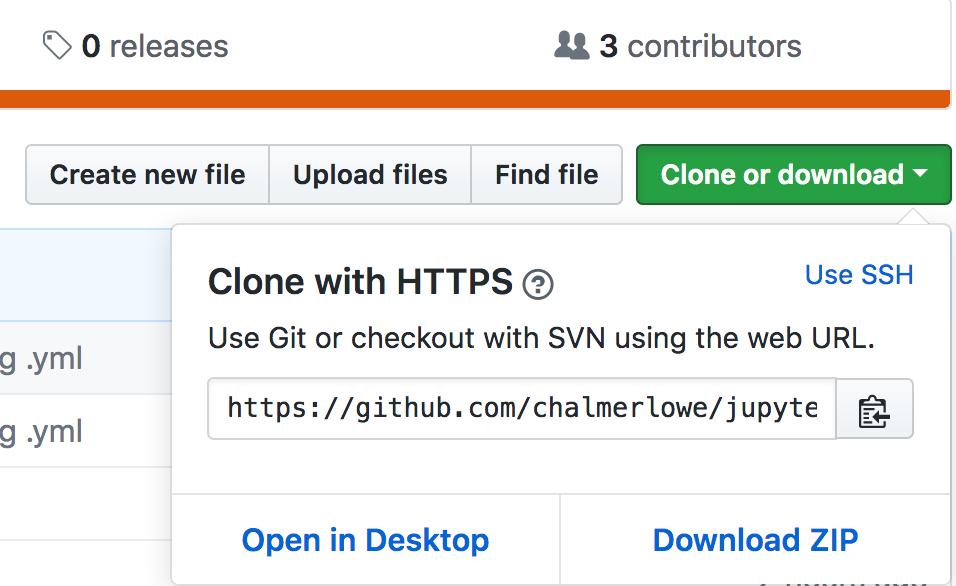 0 releases
3 contributors
Create new file
Upload files
Find file
Clone or download
Clone with HTTPS ?
Use SSH
Use Git or checkout with SVN using the web URL.
g .yml
https://github.com/chalmerlowe/jupyte
g .yml
Open in Desktop
Download ZIP